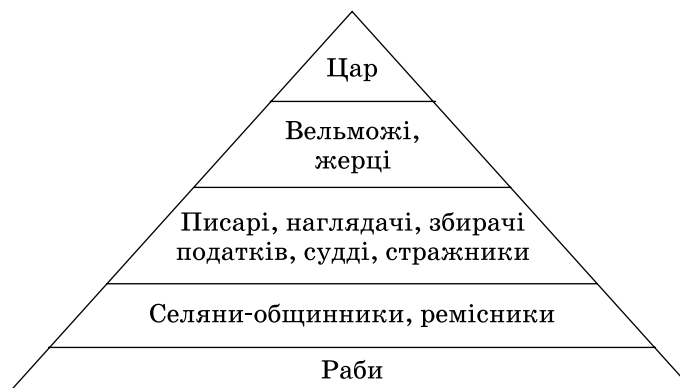 Цар
Вельможі,
жерці
Писарі, наглядачі, збирачі
податків, судді, стражники
Селяни-общинники, ремісники
Раби